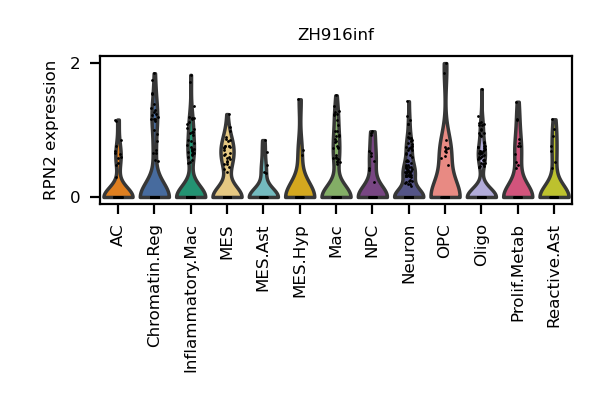 ZH916inf
RPN2 expression
2
0
AC
Chromatin.Reg
Inflammatory.Mac
MES
MES.Ast
MES.Hyp
Mac
NPC
Neuron
OPC
Oligo
Prolif.Metab
Reactive.Ast